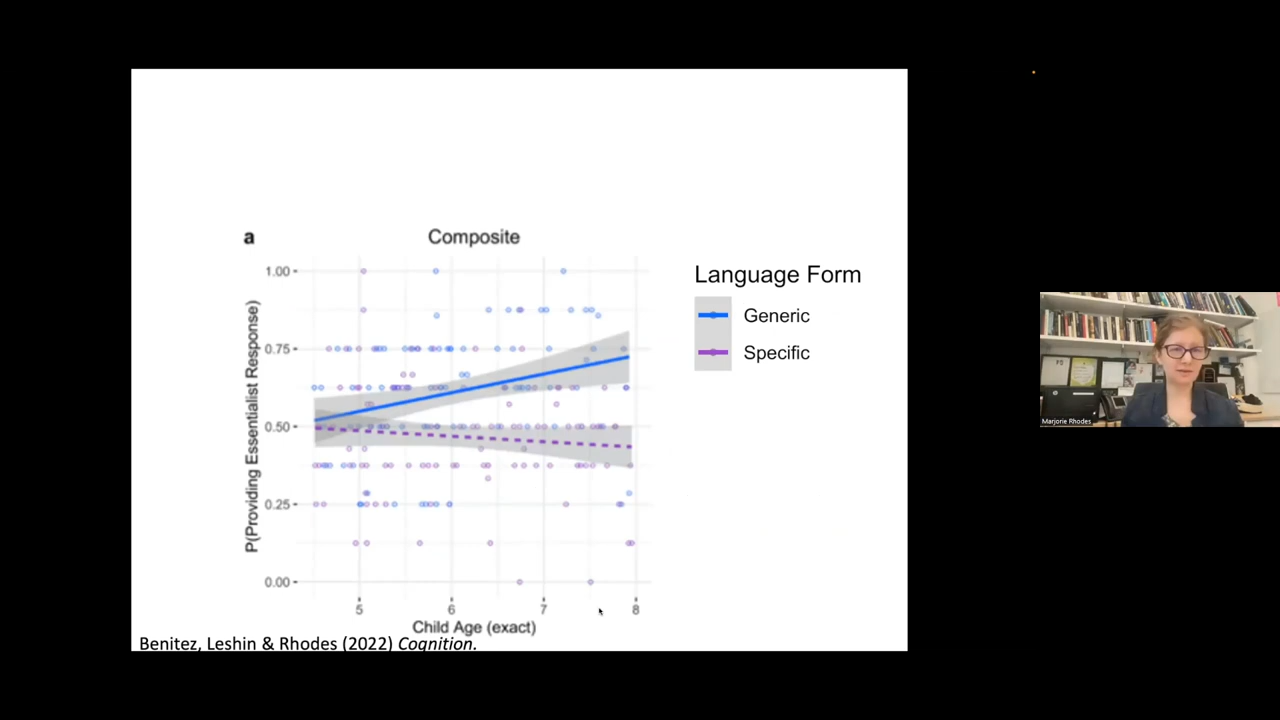 a
Composite
P(Providing Essentialist Response)
1.00
0.75
0.50
0.25
0.00
5 6 7 8
Child Age (exact)
Language Form
Generic
Specific
Benitez, Leshin & Rhodes (2022) Cognition.
Marjorie Rhodes